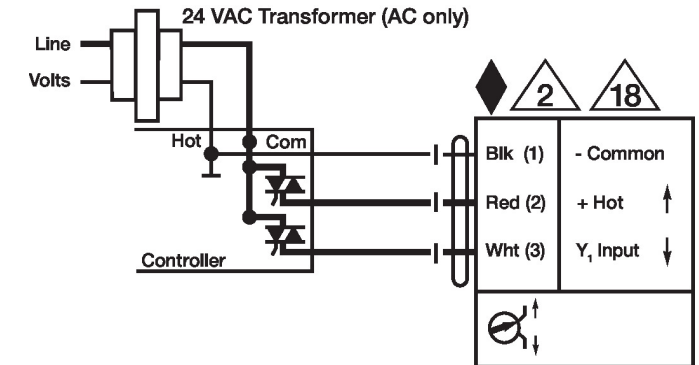 24 VAC Transformer (AC only)
Line
Volts
2
18
Hot
Com
Blk (1)
- Common
Red (2)
+ Hot
Wht (3)
Y1 Input
Controller